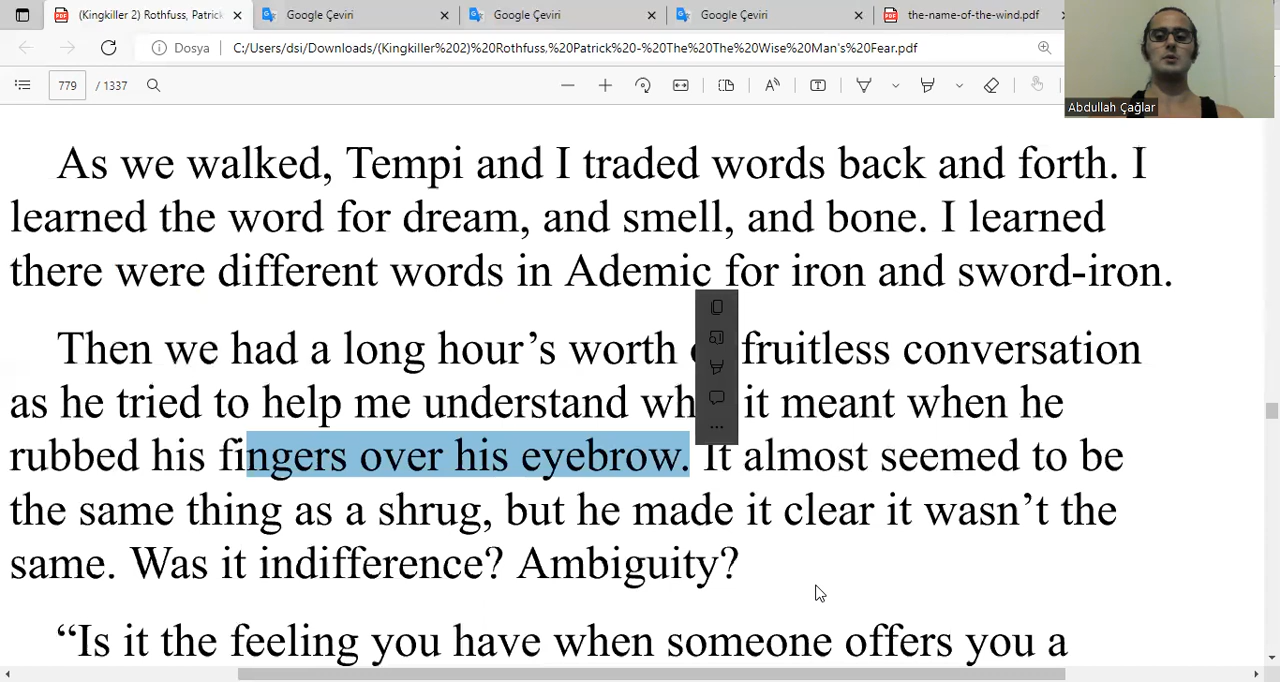 (Kingkiller 2) Rothfuss, Patrick
Google Çeviri
Google Çeviri
Google Çeviri
the-name-of-the-wind.pdf
Dosya
C:/Users/dsi/Downloads/(Kingkiller%202)%20Rothfuss,%20Patrick%20-%20The%20The%20Wise%20Man's%20Fear.pdf
779 / 1337
Abdullah Çağlar
As we walked, Tempi and I traded words back and forth. I
learned the word for dream, and smell, and bone. I learned
there were different words in Ademic for iron and sword-iron.
Then we had a long hour’s worth fruitless conversation
as he tried to help me understand it meant when he
rubbed his fingers over his eyebrow. It almost seemed to be
the same thing as a shrug, but he made it clear it wasn’t the
same. Was it indifference? Ambiguity?
“Is it the feeling you have when someone offers you a